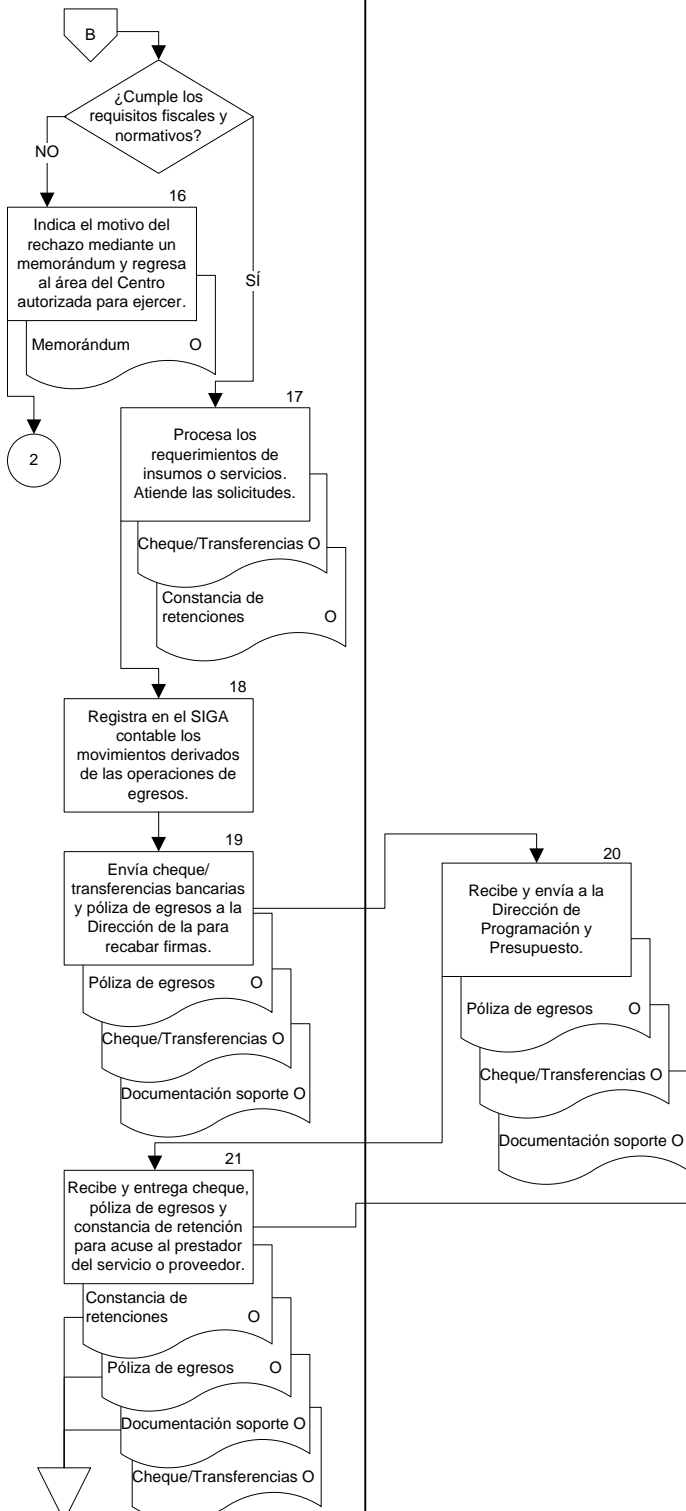 B
¿Cumple los
requisitos fiscales y
normativos?
NO
SÍ
16
Indica el motivo del
rechazo mediante un
memorándum y regresa
al área del Centro
autorizada para ejercer.
Memorándum O
2
17
Procesa los
requerimientos de
insumos o servicios.
Atiende las solicitudes.
Cheque/Transferencias O
Constancia de
retenciones O
18
Registra en el SIGA
contable los
movimientos derivados
de las operaciones de
egresos.
19
Envía cheque/
transferencias bancarias
y póliza de egresos a la
Dirección de la para
recabar firmas.
Póliza de egresos O
Cheque/Transferencias O
Documentación soporte O
20
Recibe y envía a la
Dirección de
Programación y
Presupuesto.
Póliza de egresos O
Cheque/Transferencias O
Documentación soporte O
21
Recibe y entrega cheque,
póliza de egresos y
constancia de retención
para acuse al prestador
del servicio o proveedor.
Constancia de
retenciones O
Póliza de egresos O
Documentación soporte O
Cheque/Transferencias O